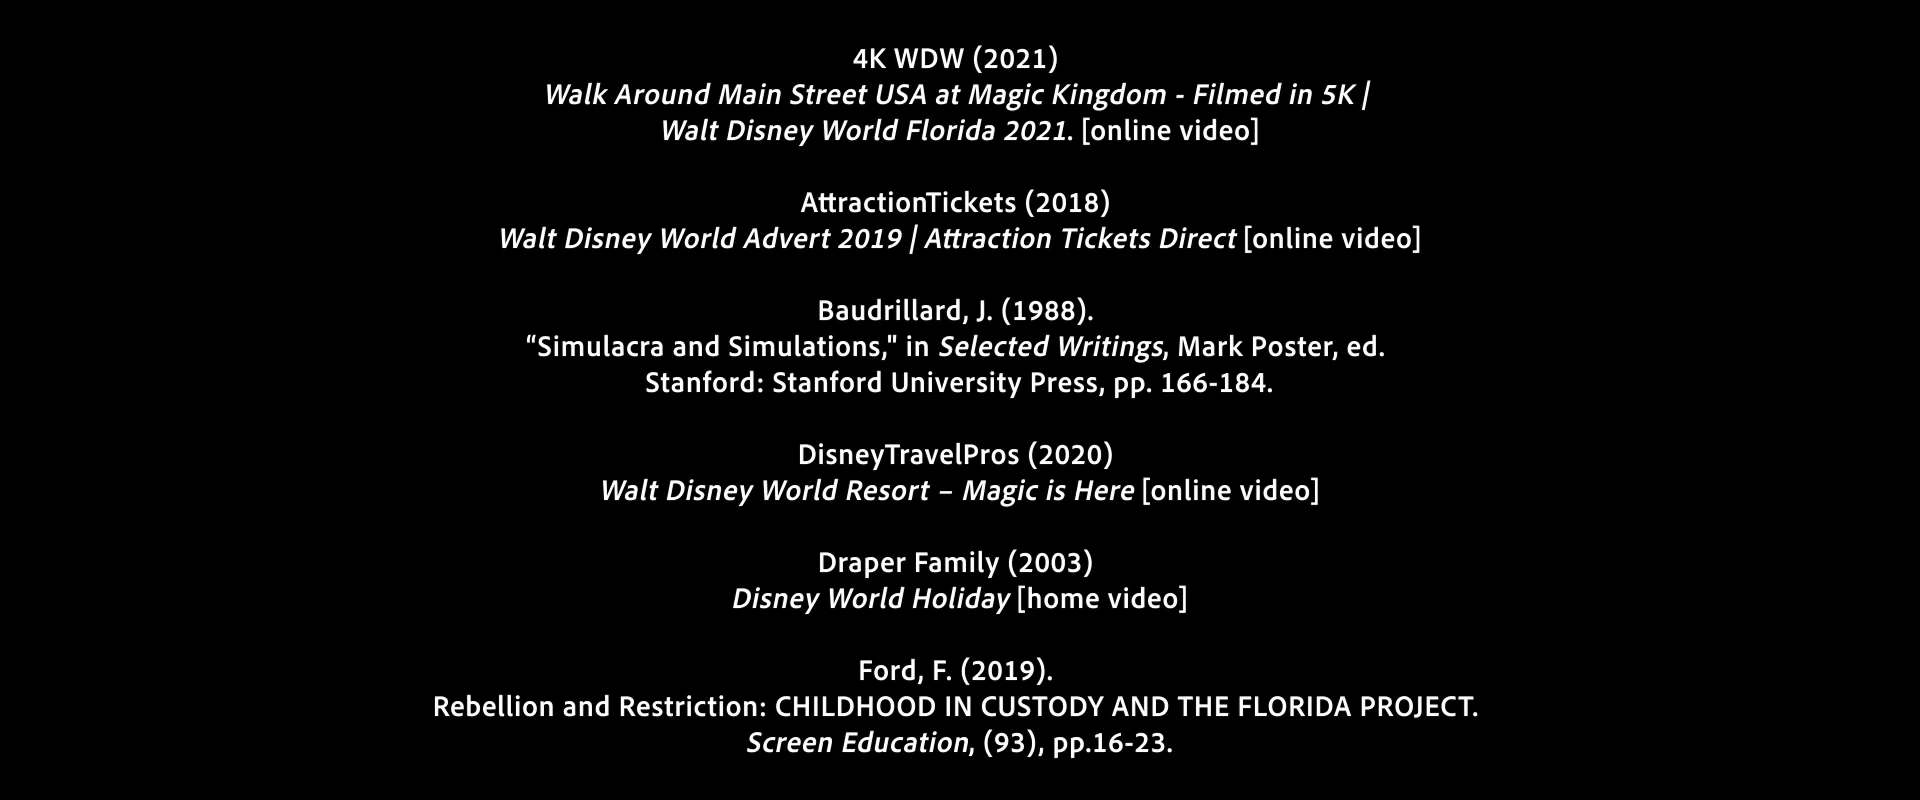 4K WDW (2021)
Walk Around Main Street USA at Magic Kingdom - Filmed in 5K |
Walt Disney World Florida 2021. [online video]
AttractionTickets (2018)
Walt Disney World Advert 2019 | Attraction Tickets Direct [online video]
Baudrillard, J. (1988).
“Simulacra and Simulations," in Selected Writings, Mark Poster, ed.
Stanford: Stanford University Press, pp. 166-184.
DisneyTravelPros (2020)
Walt Disney World Resort – Magic is Here [online video]
Draper Family (2003)
Disney World Holiday [home video]
Ford, F. (2019).
Rebellion and Restriction: CHILDHOOD IN CUSTODY AND THE FLORIDA PROJECT.
Screen Education, (93), pp.16-23.